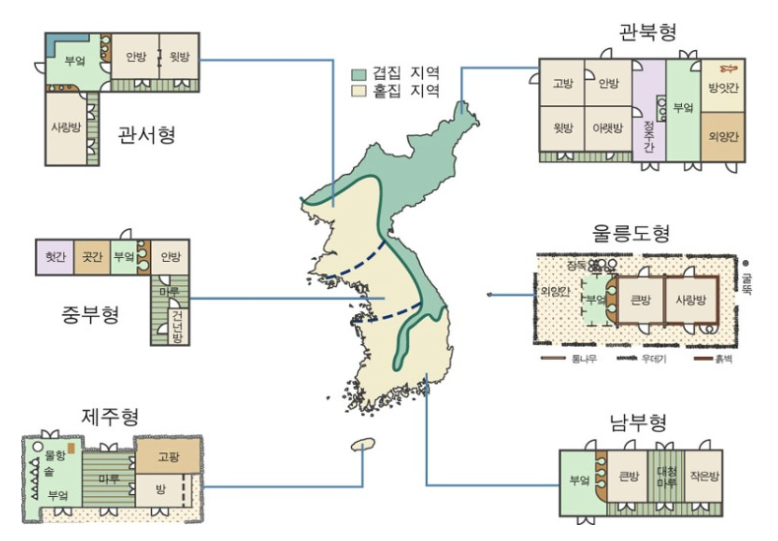 부엌
안방
윗방
사랑방
관서형
겹집 지역
홑집 지역
관북형
고방
안방
윗방
아랫방
정주간
부엌
방앗간
외양간
헛간
곳간
부엌
안방
마루
건넌방
중부형
울릉도형
장독
외양간
부엌
큰방
사랑방
굴뚝
통나무
우데기
흙벽
제주형
물항
솥
부엌
마루
고팡
방
남부형
부엌
큰방
대청
마루
작은방